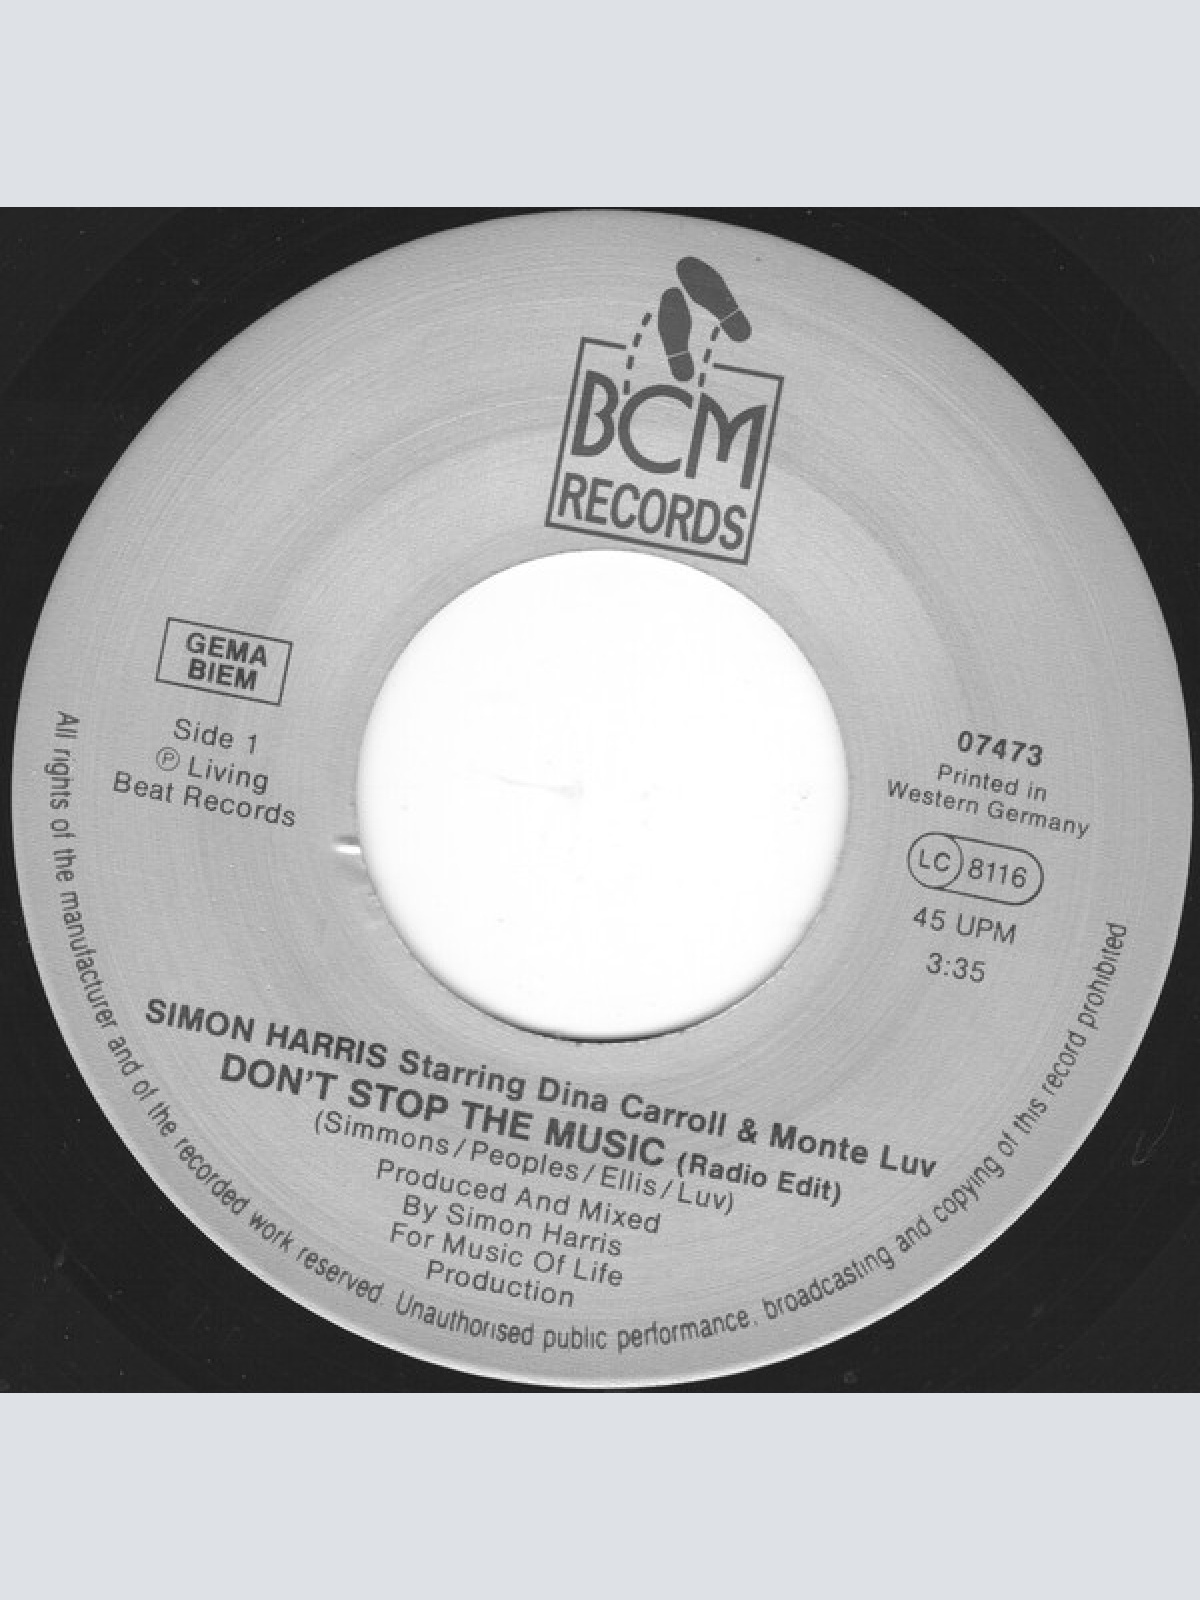 BCM
RECORDS
GEMA
BIEM
Side 1
Ⓟ Living
Beat Records
07473
Printed in
Western Germany
LC 8116
45 UPM
3:35
SIMON HARRIS Starring Dina Carroll & Monte Luv
DON'T STOP THE MUSIC (Radio Edit)
(Simmons/Peoples/Ellis/Luv)
Produced And Mixed
By Simon Harris
For Music Of Life
Production
All rights of the manufacturer and of the recorded work reserved. Unauthorised public performance, broadcasting and copying of this record prohibited